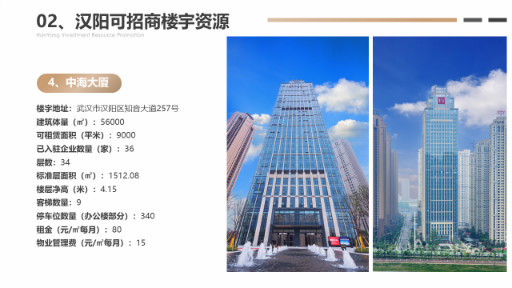 02、汉阳可招商楼宇资源
Hanyang Investment Resource Promotion
4、中海大厦
楼宇地址：武汉市汉阳区知音大道257号
建筑体量（㎡）：56000
可租赁面积（平米）：9000
已入驻企业数量（家）：36
层数：34
标准层面积（㎡）：1512.08
楼层净高（米）：4.15
客梯数量：9
停车位数量（办公楼部分）：340
租金（元/㎡每月）：80
物业管理费（元/㎡每月）：15